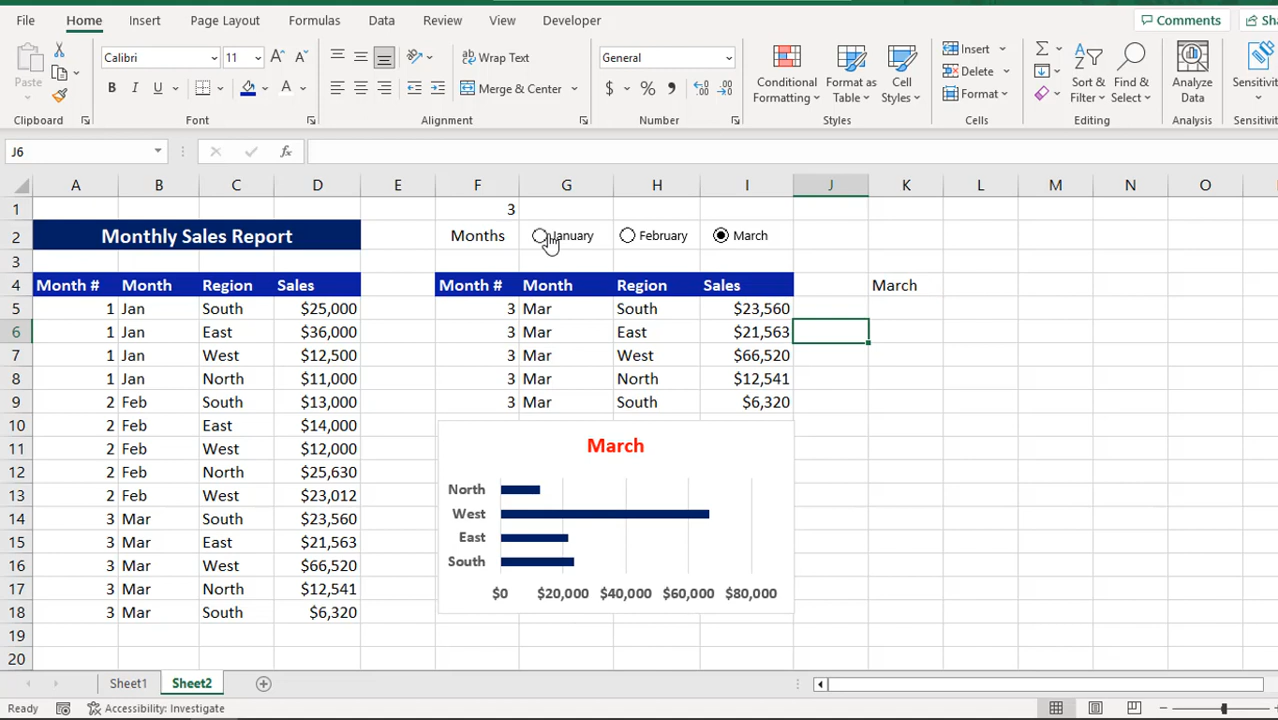 File Home Insert Page Layout Formulas Data Review View Developer Comments
Calibri 11 Wrap Text General Insert
Paste B I U Merge & Center $ % Conditional Formatting Format as Table Cell Styles Delete Format Sort & Filter Find & Select Analyze Data
Clipboard Font Alignment Number Styles Cells Editing Analysis
J6 fx
A B C D E F G H I J K L M N O
1 3
2 Monthly Sales Report Months January February March
3
4 Month # Month Region Sales Month # Month Region Sales March
5 1 Jan South $25,000 3 Mar South $23,560
6 1 Jan East $36,000 3 Mar East $21,563
7 1 Jan West $12,500 3 Mar West $66,520
8 1 Jan North $11,000 3 Mar North $12,541
9 2 Feb South $13,000 3 Mar South $6,320
10 2 Feb East $14,000
11 2 Feb West $12,000
12 2 Feb North $25,630
13 2 Feb West $23,012
14 3 Mar South $23,560
15 3 Mar East $21,563
16 3 Mar West $66,520
17 3 Mar North $12,541
18 3 Mar South $6,320
19
20
March
North
West
East
South
$0 $20,000 $40,000 $60,000 $80,000
Sheet1 Sheet2
Ready Accessibility: Investigate